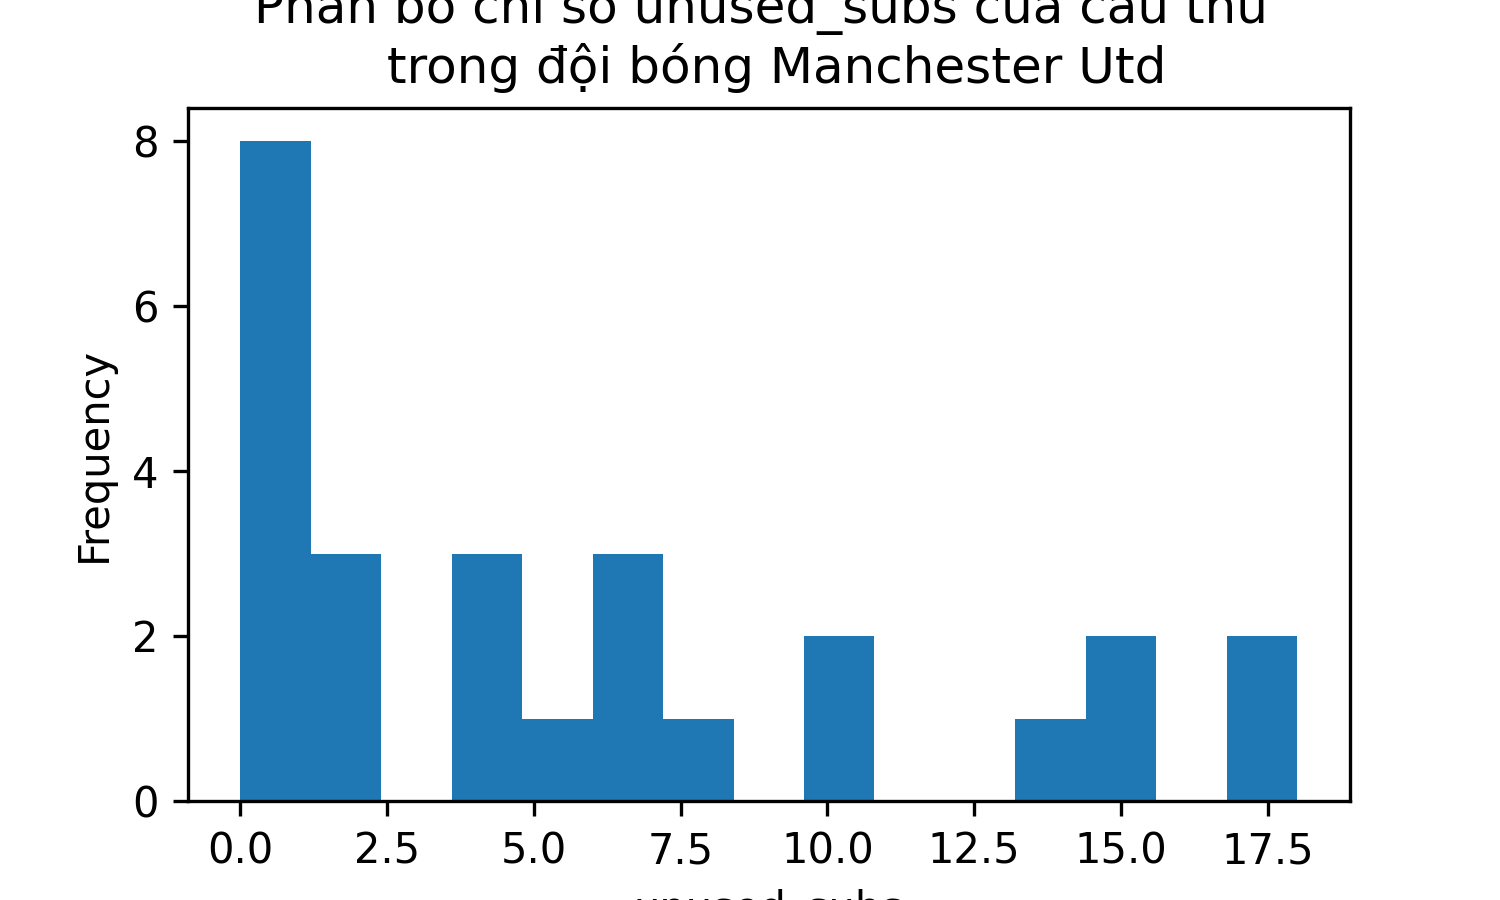 Phân bố chỉ số unused_subs của cầu thủ
trong đội bóng Manchester Utd
8
6
4
2
0
Frequency
0.0 2.5 5.0 7.5 10.0 12.5 15.0 17.5
unused_subs